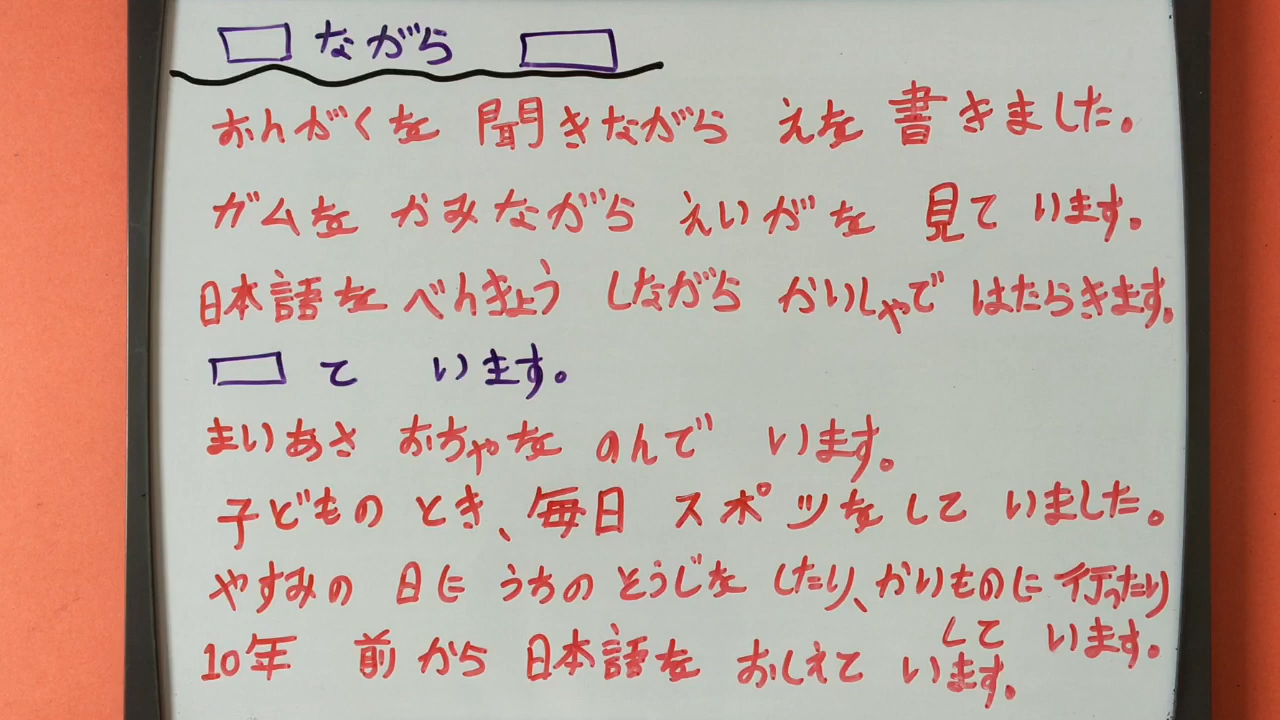 □ながら □
おんがくを 聞きながら えを 書きました。
ガムを かみながら えいがを 見て います。
日本語を べんきょう しながら かいしゃで はたらきます。
□て います。
まいあさ おちゃを のんで います。
子どもの とき、毎日 スポツをして いました。
やすみの 日に うちの そうじを したり、かいものに 行ったり
して います。
10年 前から 日本語を おしえて います。